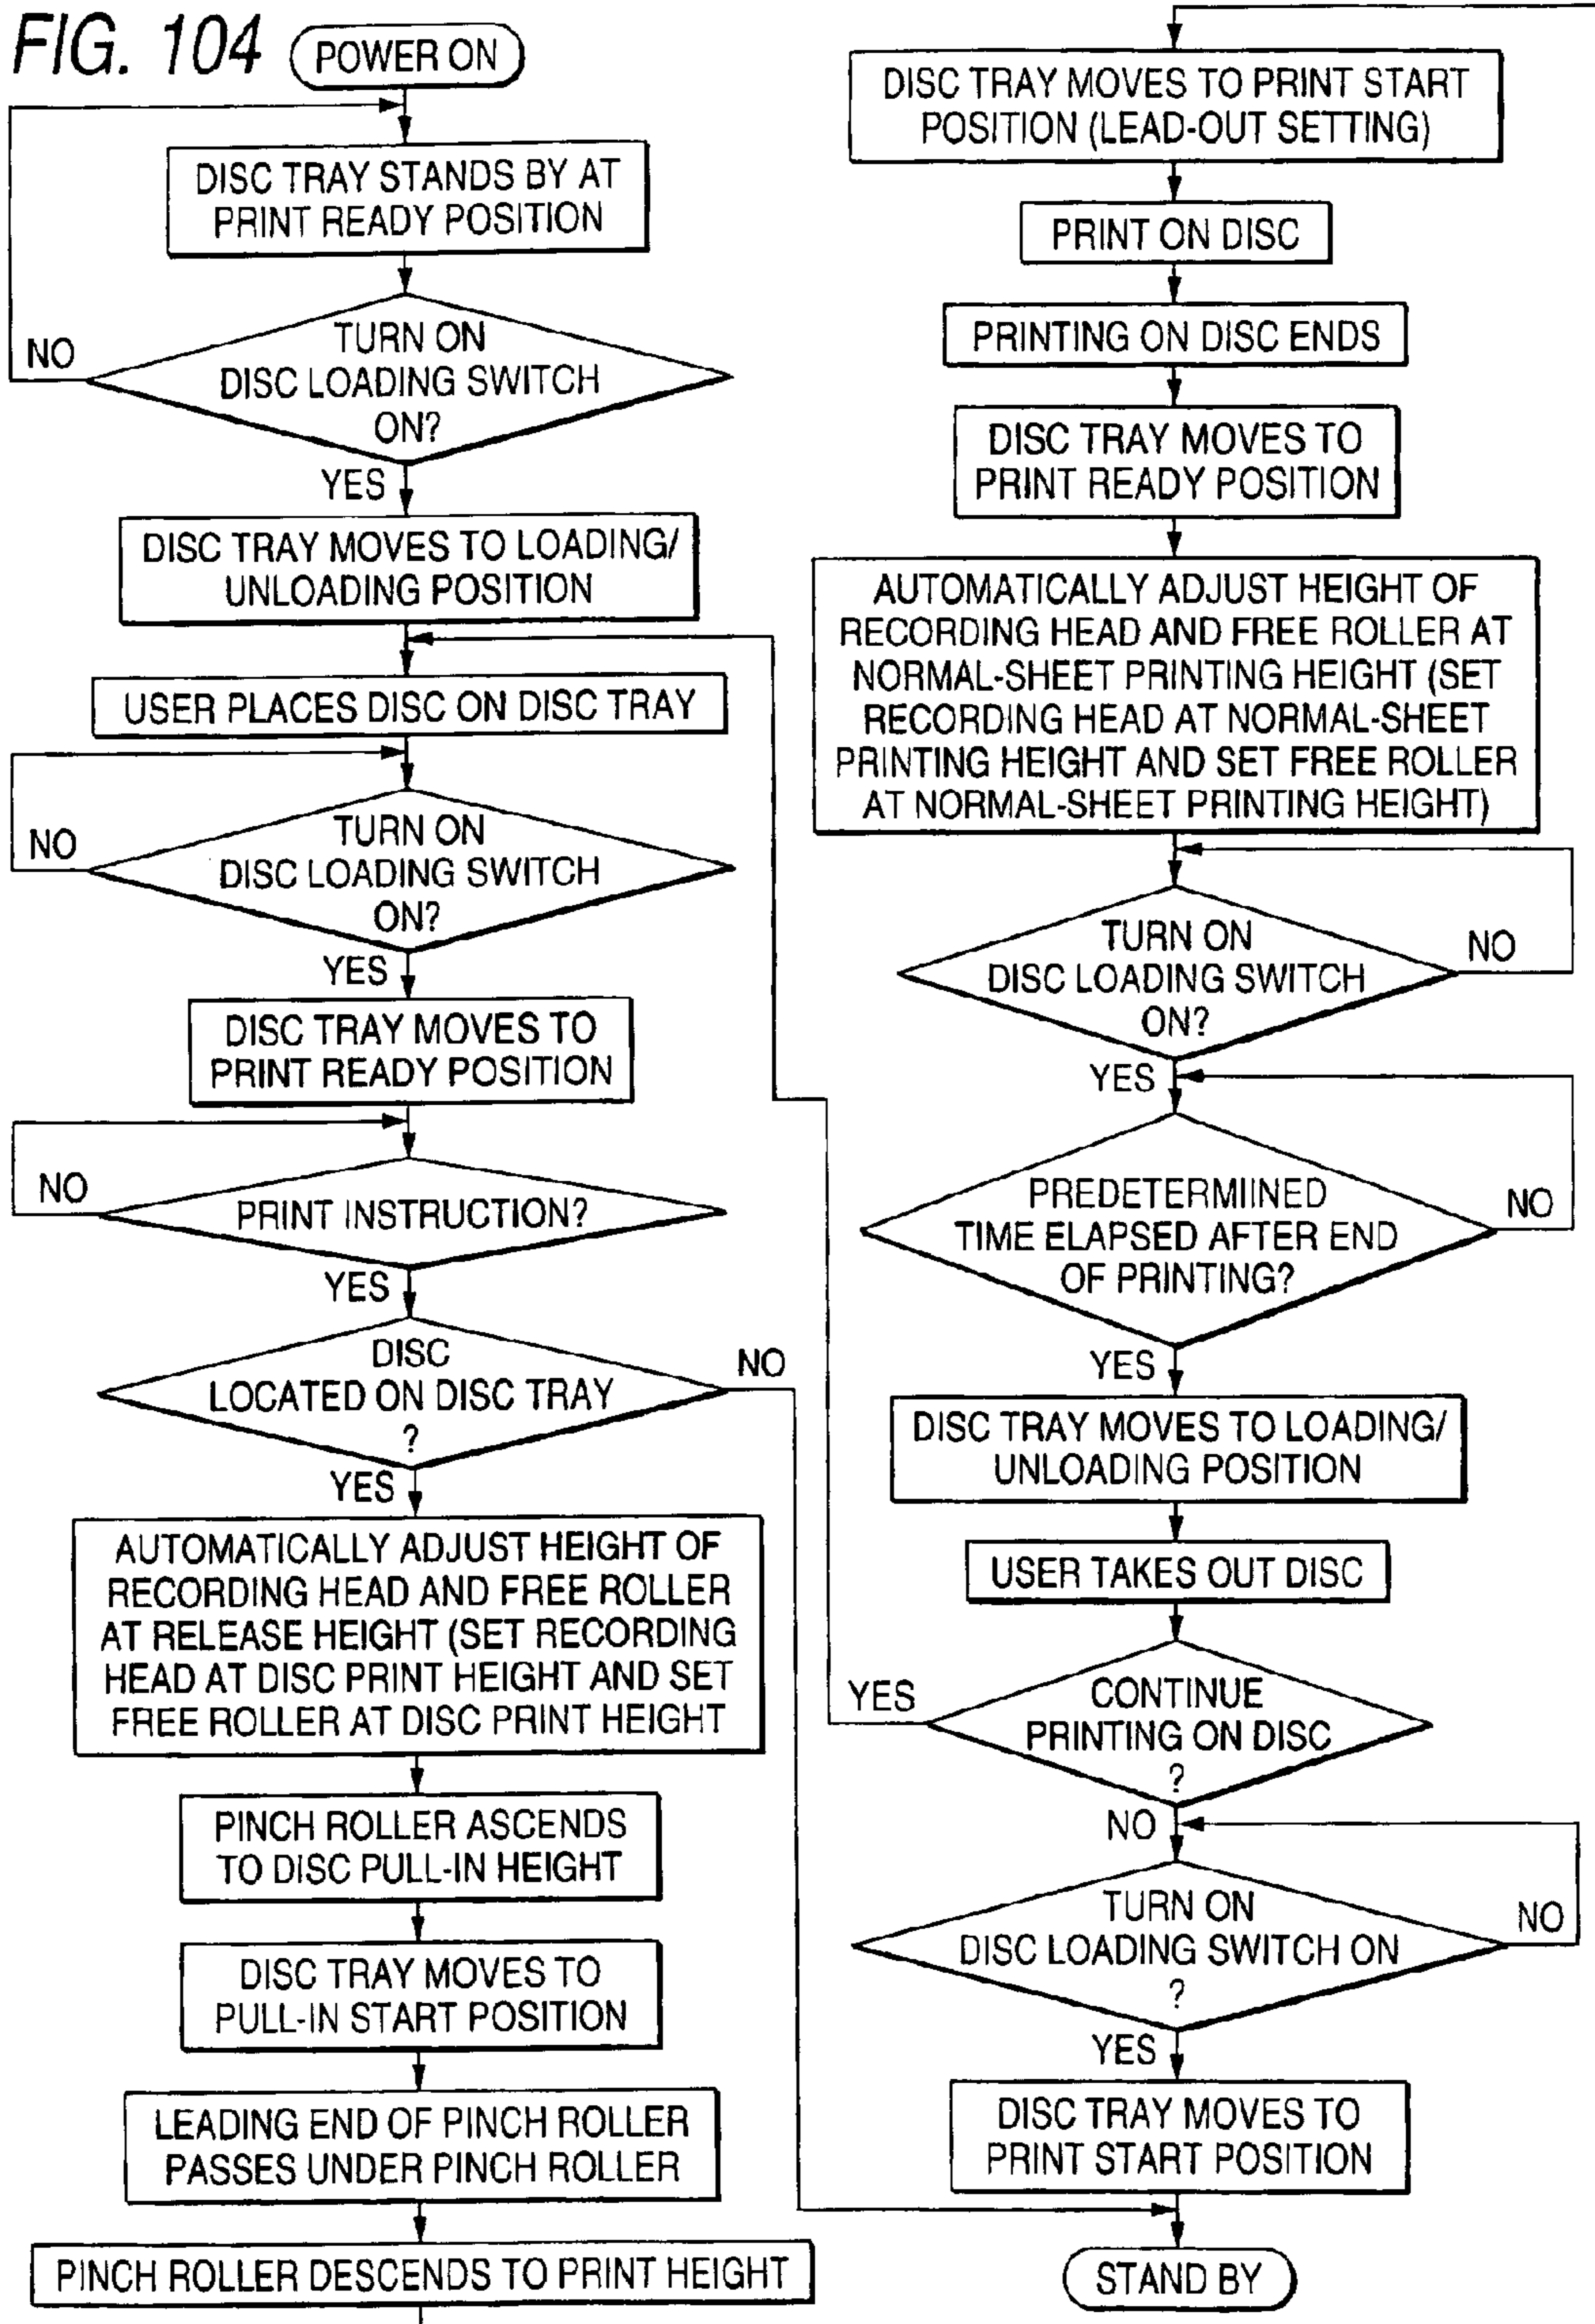 FIG. 104
POWER ON
DISC TRAY STANDS BY AT
PRINT READY POSITION
TURN ON
DISC LOADING SWITCH
ON?
NO
YES
DISC TRAY MOVES TO LOADING/
UNLOADING POSITION
USER PLACES DISC ON DISC TRAY
TURN ON
DISC LOADING SWITCH
ON?
NO
YES
DISC TRAY MOVES TO
PRINT READY POSITION
NO
PRINT INSTRUCTION?
YES
DISC
LOCATED ON DISC TRAY
?
NO
YES
AUTOMATICALLY ADJUST HEIGHT OF
RECORDING HEAD AND FREE ROLLER
AT RELEASE HEIGHT (SET RECORDING
HEAD AT DISC PRINT HEIGHT AND SET
FREE ROLLER AT DISC PRINT HEIGHT
PINCH ROLLER ASCENDS
TO DISC PULL-IN HEIGHT
DISC TRAY MOVES TO
PULL-IN START POSITION
LEADING END OF PINCH ROLLER
PASSES UNDER PINCH ROLLER
PINCH ROLLER DESCENDS TO PRINT HEIGHT
DISC TRAY MOVES TO PRINT START
POSITION (LEAD-OUT SETTING)
PRINT ON DISC
PRINTING ON DISC ENDS
DISC TRAY MOVES TO
PRINT READY POSITION
AUTOMATICALLY ADJUST HEIGHT OF
RECORDING HEAD AND FREE ROLLER AT
NORMAL-SHEET PRINTING HEIGHT (SET
RECORDING HEAD AT NORMAL-SHEET
PRINTING HEIGHT AND SET FREE ROLLER
AT NORMAL-SHEET PRINTING HEIGHT)
TURN ON
DISC LOADING SWITCH
ON?
NO
YES
PREDETERMIINED
TIME ELAPSED AFTER END
OF PRINTING?
NO
YES
DISC TRAY MOVES TO LOADING/
UNLOADING POSITION
USER TAKES OUT DISC
YES
CONTINUE
PRINTING ON DISC
?
NO
TURN ON
DISC LOADING SWITCH ON
?
NO
YES
DISC TRAY MOVES TO
PRINT START POSITION
STAND BY